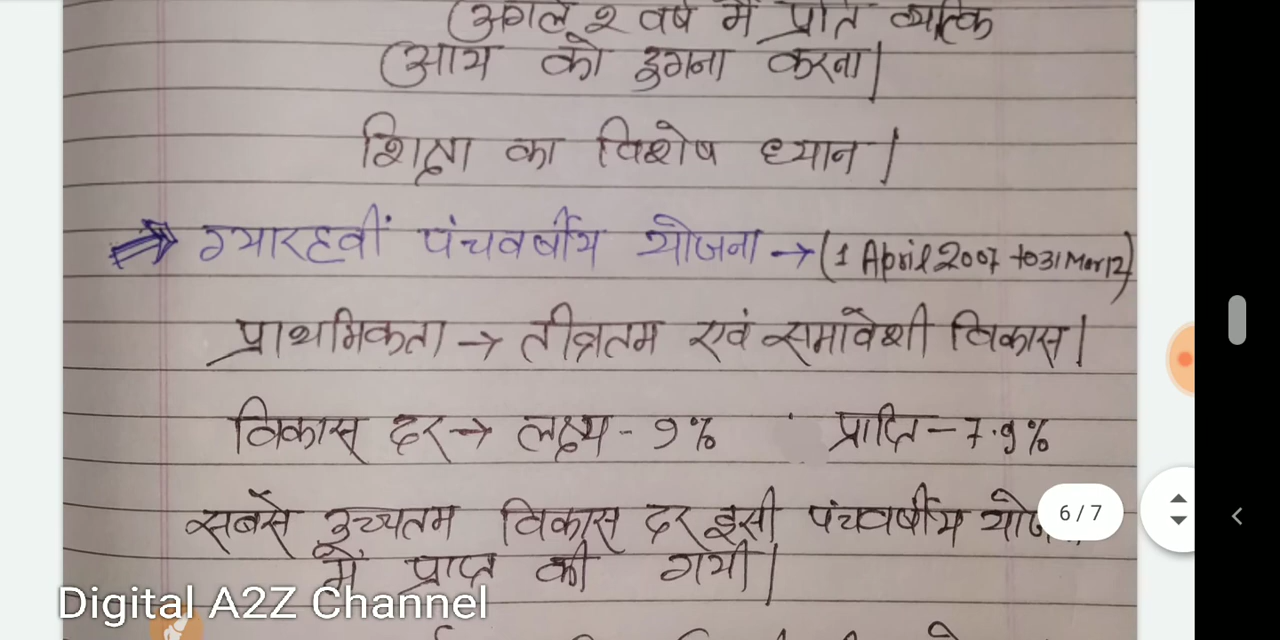 अगले २ वर्ष में प्रति व्यक्ति
आय को दुगना करना|
शिक्षा का विशेष ध्यान |
⇒ ग्यारहवीं पंचवर्षीय योजना → (1 April 2007 to 31 Mar 12)
प्राथमिकता → तीव्रतम एवं समावेशी विकास|
विकास दर → लक्ष्य - 9% प्राप्ति - 7.9%
सबसे उच्चतम विकास दर इसी पंचवर्षीय
में प्राप्त की गयी|
6 / 7
Digital A2Z Channel